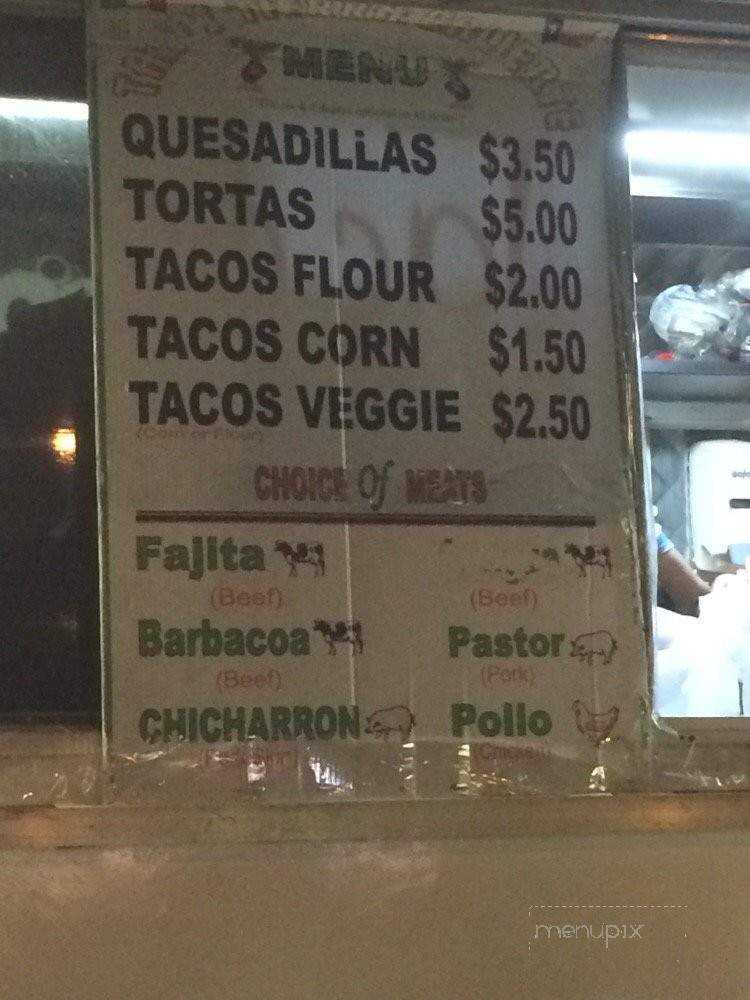 MENU
QUESADiLLAS $3.50
TORTAS $5.00
TACOS FLOUR $2.00
TACOS CORN $1.50
TACOS VEGGIE $2.50
(Corn or Flour)
CHOICE Of MEATS
Fajita
(Beef) (Beef)
Barbacoa Pastor
(Beef) (Pork)
CHICHARRON Pollo
(Chicken)
menupix